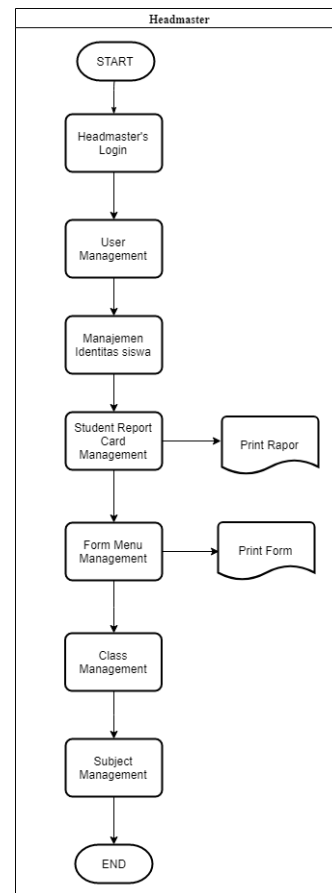 Headmaster
START
Headmaster's
Login
User
Management
Manajemen
Identitas siswa
Student Report
Card
Management
Print Rapor
Form Menu
Management
Print Form
Class
Management
Subject
Management
END